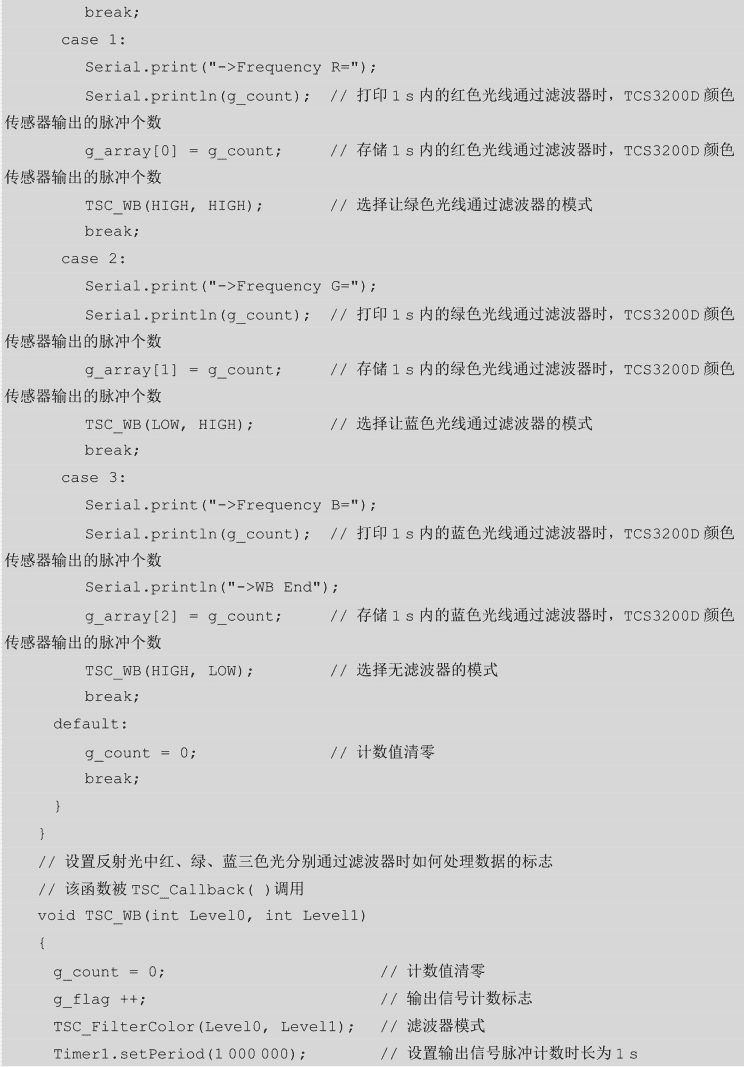 break;
case 1:
Serial.print("->Frequency R=");
Serial.println(g_count); // 打印 1 s 内的红色光线通过滤波器时，TCS3200D 颜色
传感器输出的脉冲个数
g_array[0] = g_count; // 存储 1 s 内的红色光线通过滤波器时，TCS3200D 颜色
传感器输出的脉冲个数
TSC_WB(HIGH, HIGH); // 选择让绿色光线通过滤波器的模式
break;
case 2:
Serial.print("->Frequency G=");
Serial.println(g_count); // 打印 1 s 内的绿色光线通过滤波器时，TCS3200D 颜色
传感器输出的脉冲个数
g_array[1] = g_count; // 存储 1 s 内的绿色光线通过滤波器时，TCS3200D 颜色
传感器输出的脉冲个数
TSC_WB(LOW, HIGH); // 选择让蓝色光线通过滤波器的模式
break;
case 3:
Serial.print("->Frequency B=");
Serial.println(g_count); // 打印 1 s 内的蓝色光线通过滤波器时，TCS3200D 颜色
传感器输出的脉冲个数
Serial.println("->WB End");
g_array[2] = g_count; // 存储 1 s 内的蓝色光线通过滤波器时，TCS3200D 颜色
传感器输出的脉冲个数
TSC_WB(HIGH, LOW); // 选择无滤波器的模式
break;
default:
g_count = 0; // 计数值清零
break;
}
}
// 设置反射光中红、绿、蓝三色光分别通过滤波器时如何处理数据的标志
// 该函数被 TSC_Callback( )调用
void TSC_WB(int Level0, int Level1)
{
g_count = 0; // 计数值清零
g_flag ++; // 输出信号计数标志
TSC_FilterColor(Level0, Level1); // 滤波器模式
Timer1.setPeriod(1 000 000); // 设置输出信号脉冲计数时长为 1 s